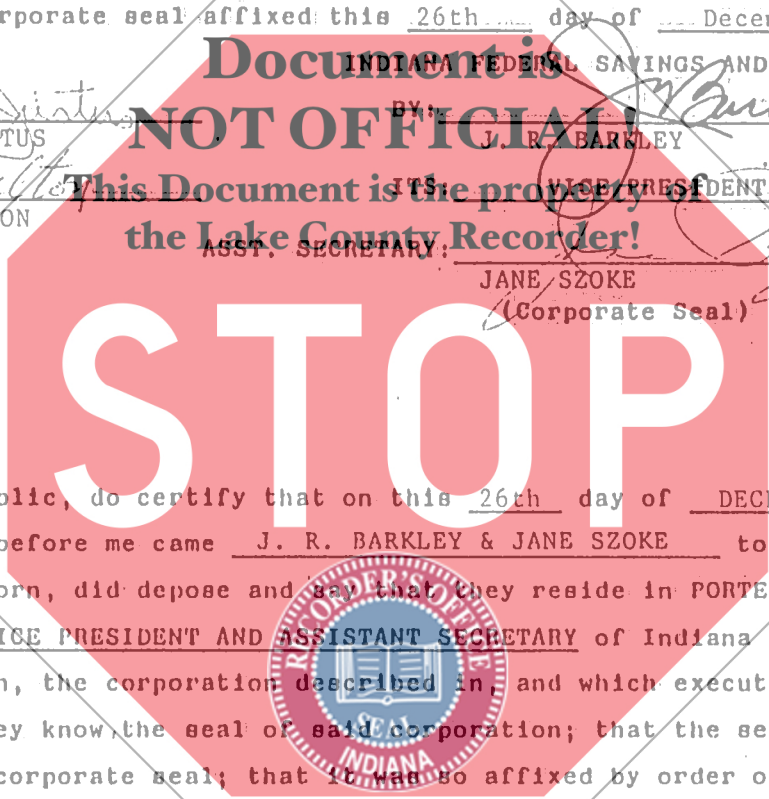 rporate seal affixed this 26th day of Decem
Document is
INDIANA FEDERAL SAVINGS AND
NOT OFFICIAL!
BY:
TUS
J. R. BARKLEY
This Document is the property of
ITS: VICE PRESIDENT
ON
the Lake County Recorder!
ASST. SECRETARY:
JANE SZOKE
(Corporate Seal)
STOP
blic, do certify that on this 26th day of DECE
before me came J. R. BARKLEY & JANE SZOKE to
orn, did depose and say that they reside in PORTE
ICE PRESIDENT AND ASSISTANT SECRETARY of Indiana
n, the corporation described in, and which execut
ey know the seal of said corporation; that the se
corporate seal; that it was so affixed by order o
RECORDER'S OFFICE
SEAL
INDIANA